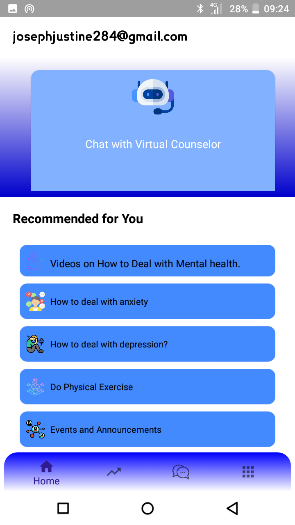 4G 28% 09:24
josephjustine284@gmail.com
Chat with Virtual Counselor
Recommended for You
Videos on How to Deal with Mental health.
How to deal with anxiety
How to deal with depression?
Do Physical Exercise
Events and Announcements
Home